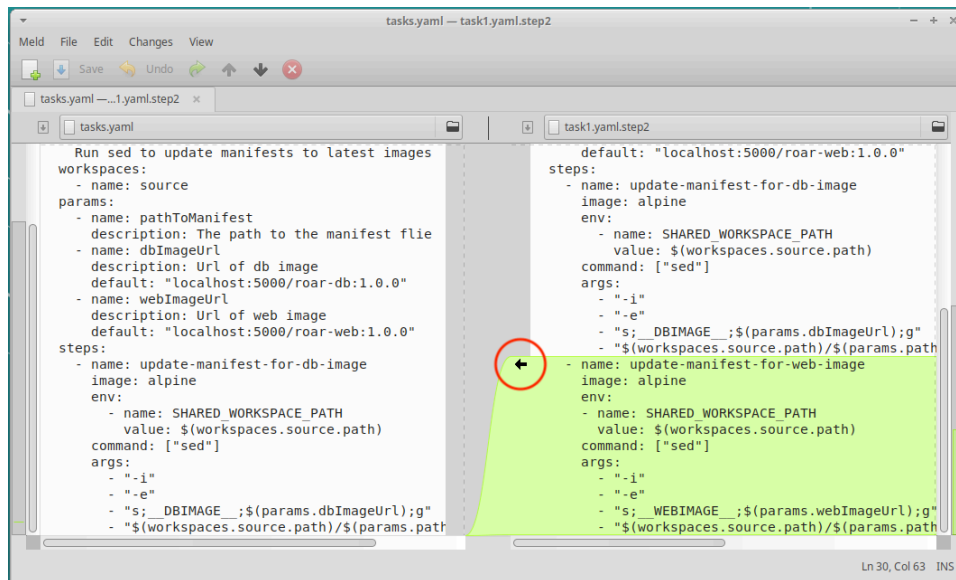 tasks.yaml — task1.yaml.step2
Meld File Edit Changes View
Save Undo
tasks.yaml —...1.yaml.step2
tasks.yaml
task1.yaml.step2
Run sed to update manifests to latest images
workspaces:
- name: source
params:
- name: pathToManifest
description: The path to the manifest flie
- name: dbImageUrl
description: Url of db image
default: "localhost:5000/roar-db:1.0.0"
- name: webImageUrl
description: Url of web image
default: "localhost:5000/roar-web:1.0.0"
steps:
- name: update-manifest-for-db-image
image: alpine
env:
- name: SHARED_WORKSPACE_PATH
value: $(workspaces.source.path)
command: ["sed"]
args:
- "-i"
- "-e"
- "s;__DBIMAGE__;$(params.dbImageUrl);g"
- "$(workspaces.source.path)/$(params.path
default: "localhost:5000/roar-web:1.0.0"
steps:
- name: update-manifest-for-db-image
image: alpine
env:
- name: SHARED_WORKSPACE_PATH
value: $(workspaces.source.path)
command: ["sed"]
args:
- "-i"
- "-e"
- "s;__DBIMAGE__;$(params.dbImageUrl);g"
- "$(workspaces.source.path)/$(params.path
- name: update-manifest-for-web-image
image: alpine
env:
- name: SHARED_WORKSPACE_PATH
value: $(workspaces.source.path)
command: ["sed"]
args:
- "-i"
- "-e"
- "s;__WEBIMAGE__;$(params.webImageUrl);g"
- "$(workspaces.source.path)/$(params.path
Ln 30, Col 63 INS